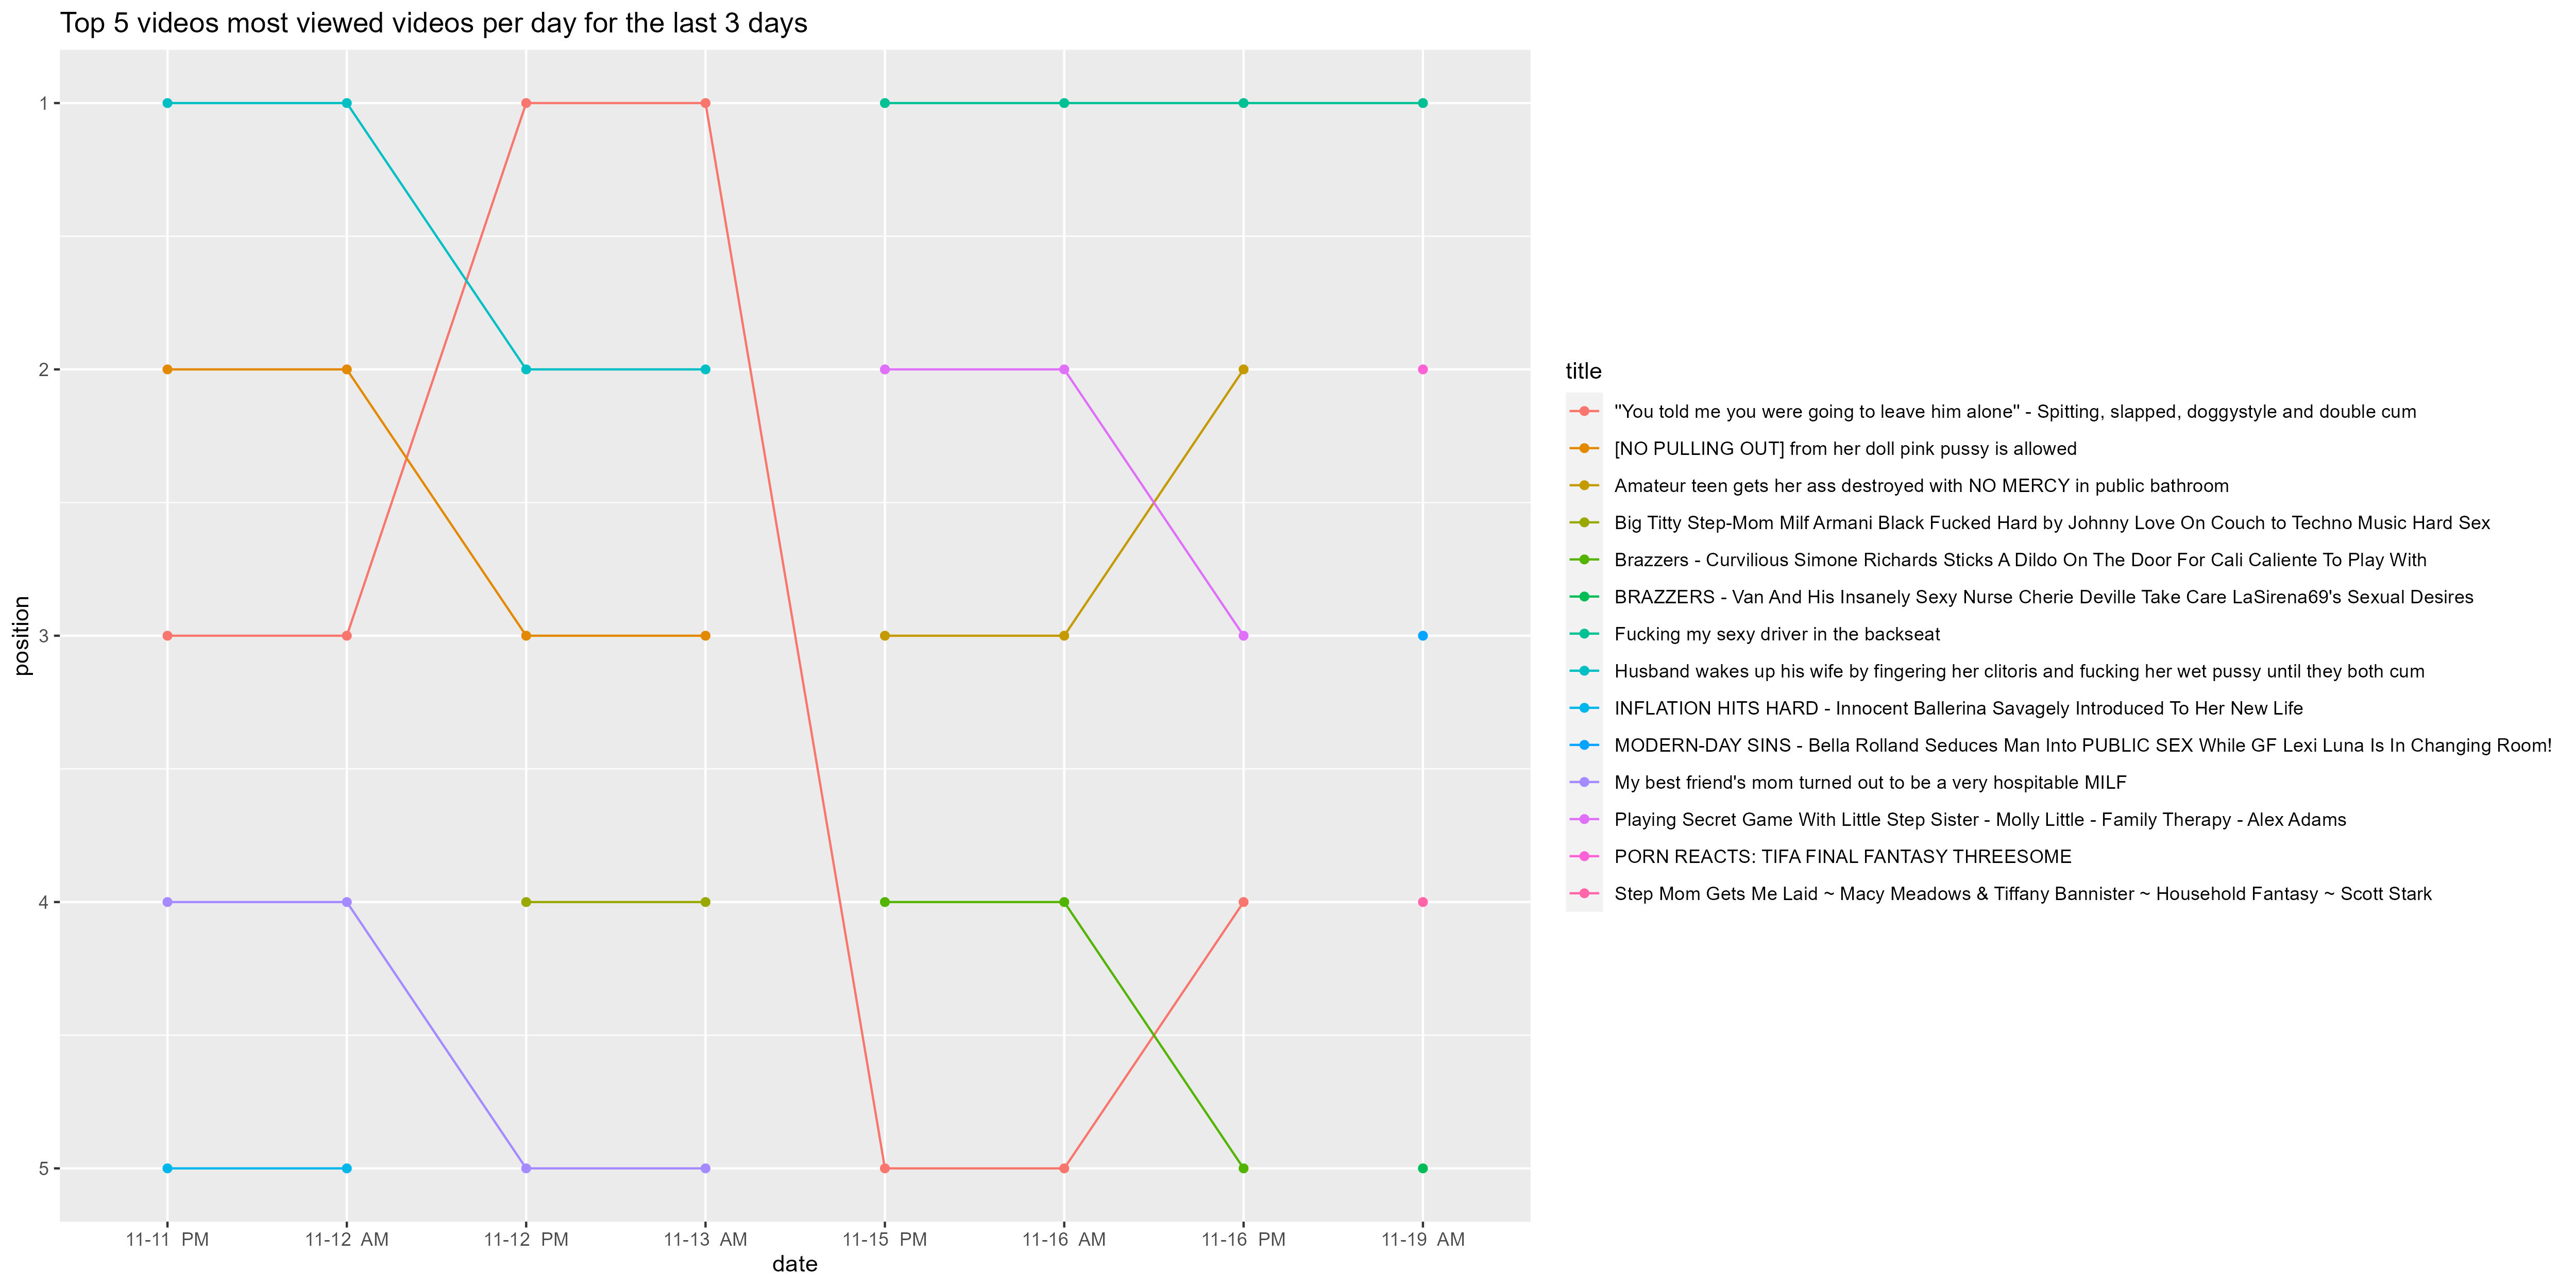 Top 5 videos most viewed videos per day for the last 3 days
position
1
2
3
4
5
11-11 PM
11-12 AM
11-12 PM
11-13 AM
11-15 PM
11-16 AM
11-16 PM
11-19 AM
date
title
"You told me you were going to leave him alone" - Spitting, slapped, doggystyle and double cum
[NO PULLING OUT] from her doll pink pussy is allowed
Amateur teen gets her ass destroyed with NO MERCY in public bathroom
Big Titty Step-Mom Milf Armani Black Fucked Hard by Johnny Love On Couch to Techno Music Hard Sex
Brazzers - Curvilious Simone Richards Sticks A Dildo On The Door For Cali Caliente To Play With
BRAZZERS - Van And His Insanely Sexy Nurse Cherie Deville Take Care LaSirena69's Sexual Desires
Fucking my sexy driver in the backseat
Husband wakes up his wife by fingering her clitoris and fucking her wet pussy until they both cum
INFLATION HITS HARD - Innocent Ballerina Savagely Introduced To Her New Life
MODERN-DAY SINS - Bella Rolland Seduces Man Into PUBLIC SEX While GF Lexi Luna Is In Changing Room!
My best friend's mom turned out to be a very hospitable MILF
Playing Secret Game With Little Step Sister - Molly Little - Family Therapy - Alex Adams
PORN REACTS: TIFA FINAL FANTASY THREESOME
Step Mom Gets Me Laid ~ Macy Meadows & Tiffany Bannister ~ Household Fantasy ~ Scott Stark